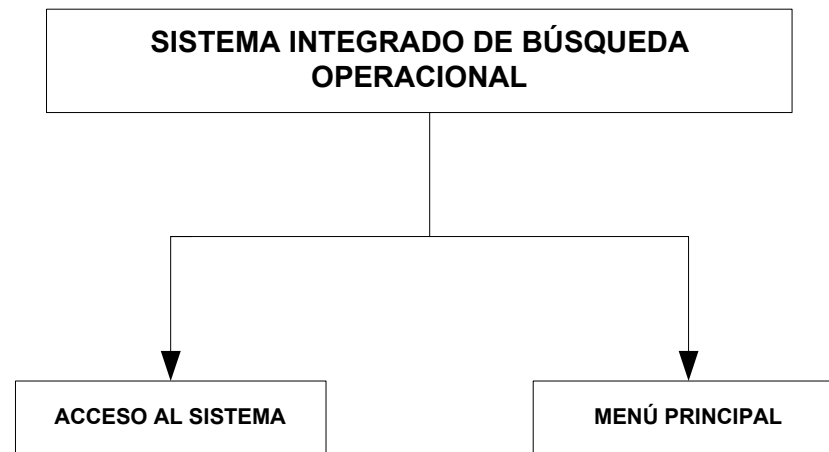 SISTEMA INTEGRADO DE BÚSQUEDA
OPERACIONAL
ACCESO AL SISTEMA
MENÚ PRINCIPAL